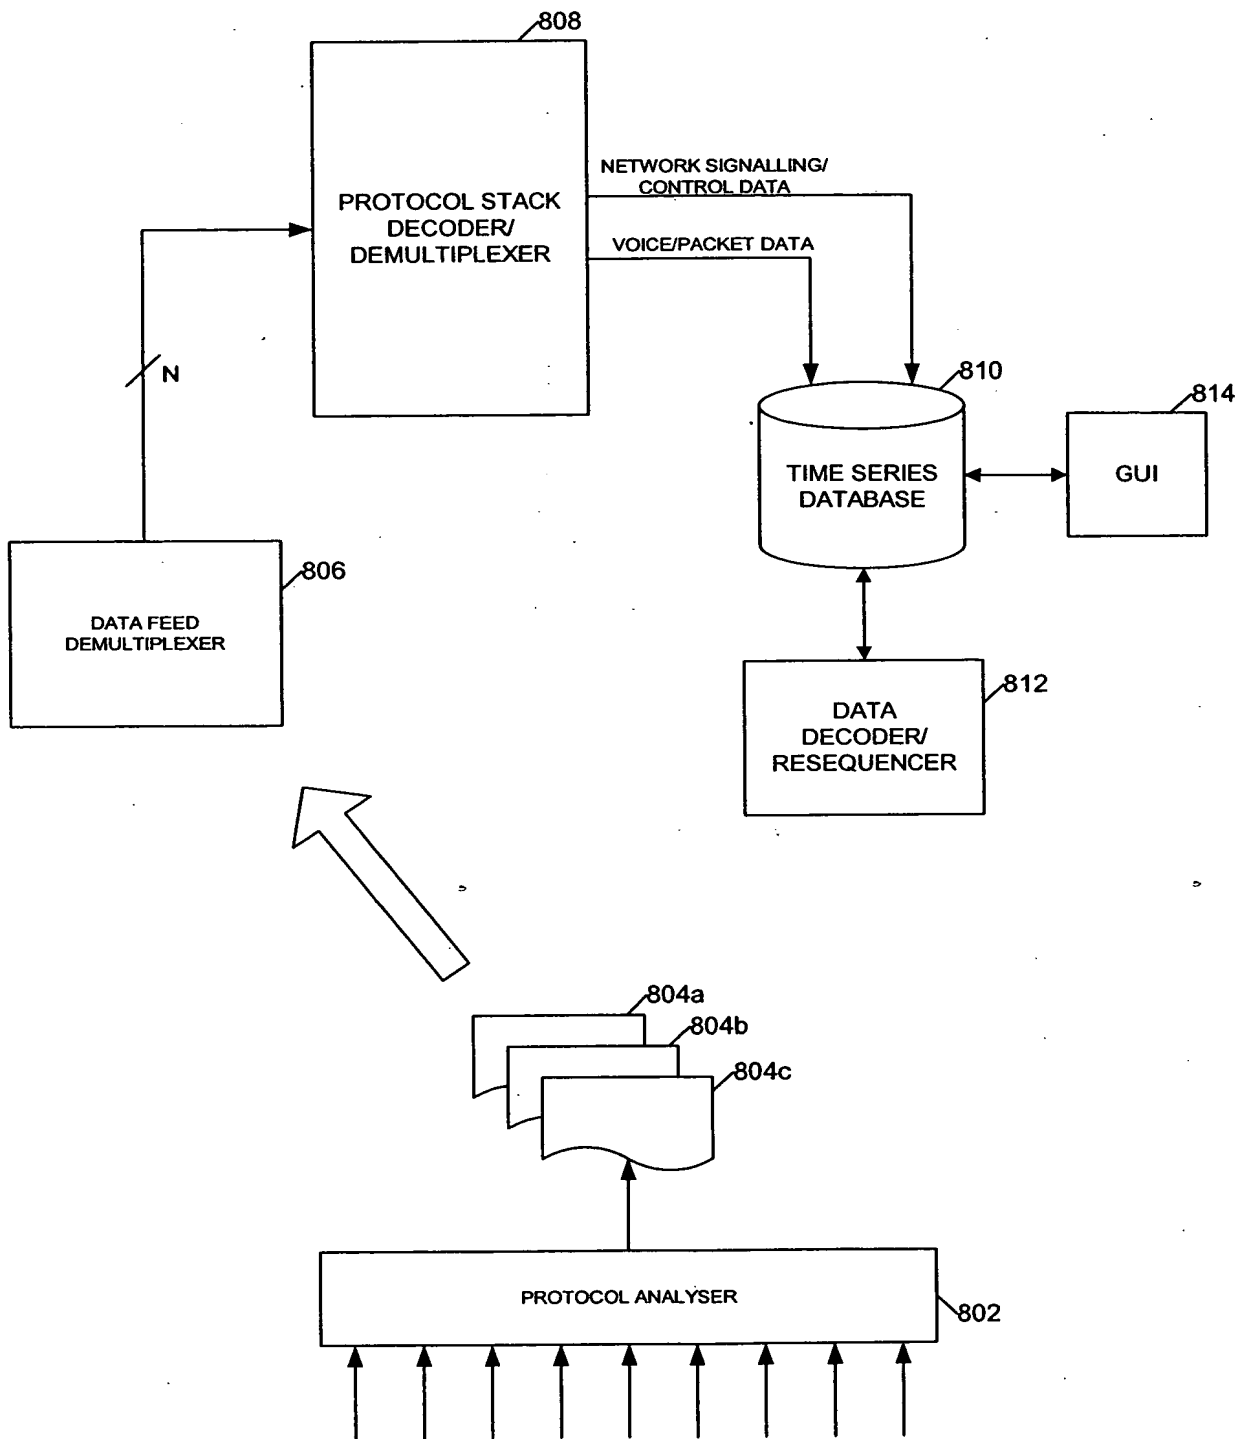 808
PROTOCOL STACK
DECODER/
DEMULTIPLEXER
NETWORK SIGNALLING/
CONTROL DATA
VOICE/PACKET DATA
N
810
814
TIME SERIES
DATABASE
GUI
806
DATA FEED
DEMULTIPLEXER
812
DATA
DECODER/
RESEQUENCER
804a
804b
804c
PROTOCOL ANALYSER
802